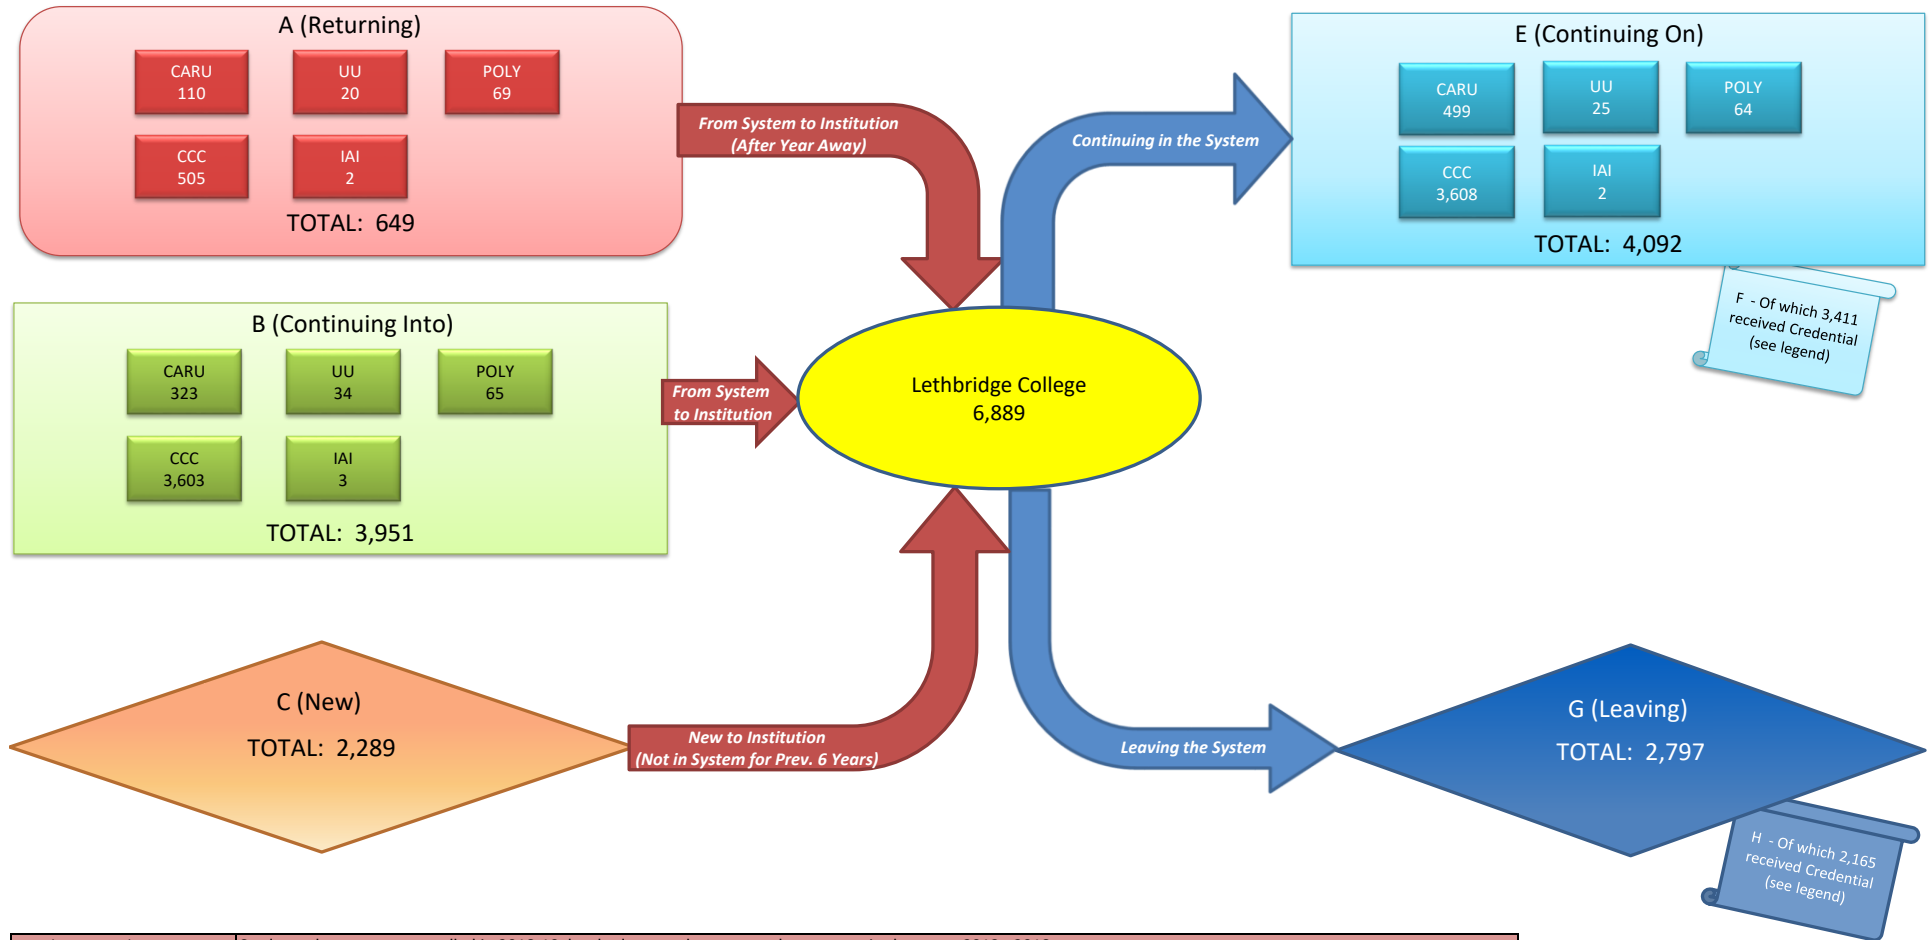 A (Returning)
CARU
110
UU
20
POLY
69
CCC
505
IAI
2
TOTAL: 649
From System to Institution
(After Year Away)
Continuing in the System
E (Continuing On)
CARU
499
UU
25
POLY
64
CCC
3,608
IAI
2
TOTAL: 4,092
F - Of which 3,411
received Credential
(see legend)
B (Continuing Into)
CARU
323
UU
34
POLY
65
CCC
3,603
IAI
3
TOTAL: 3,951
From System
to Institution
Lethbridge College
6,889
C (New)
TOTAL: 2,289
New to Institution
(Not in System for Prev. 6 Years)
Leaving the System
G (Leaving)
TOTAL: 2,797
H - Of which 2,165
received Credential
(see legend)